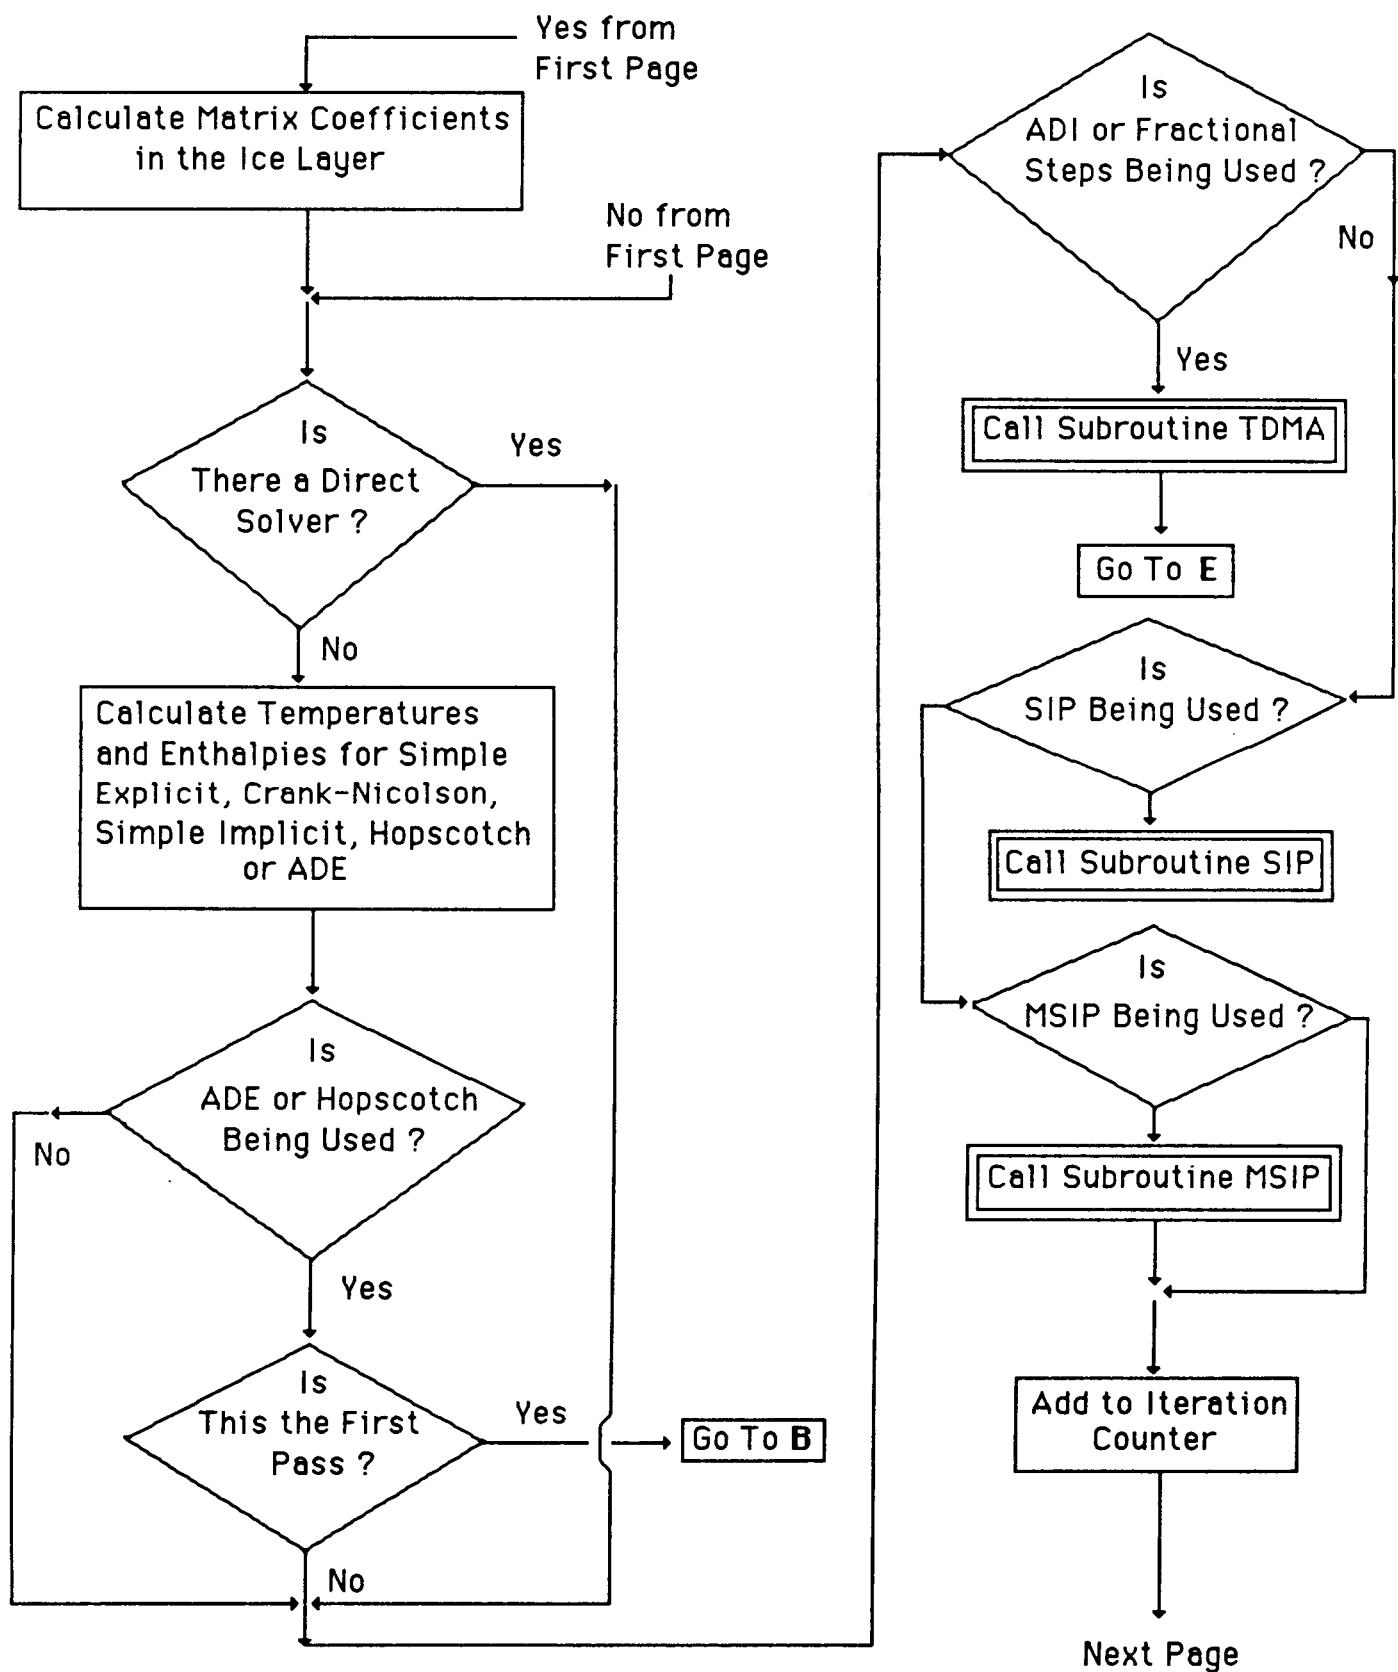 Yes from
First Page
Calculate Matrix Coefficients
in the Ice Layer
No from
First Page
Is
There a Direct
Solver ?
Yes
No
Calculate Temperatures
and Enthalpies for Simple
Explicit, Crank-Nicolson,
Simple Implicit, Hopscotch
or ADE
Is
ADE or Hopscotch
Being Used ?
No
Yes
Is
This the First
Pass ?
Yes
Go To B
No
Is
ADI or Fractional
Steps Being Used ?
No
Yes
Call Subroutine TDMA
Go To E
Is
SIP Being Used ?
Call Subroutine SIP
Is
MSIP Being Used ?
Call Subroutine MSIP
Add to Iteration
Counter
Next Page